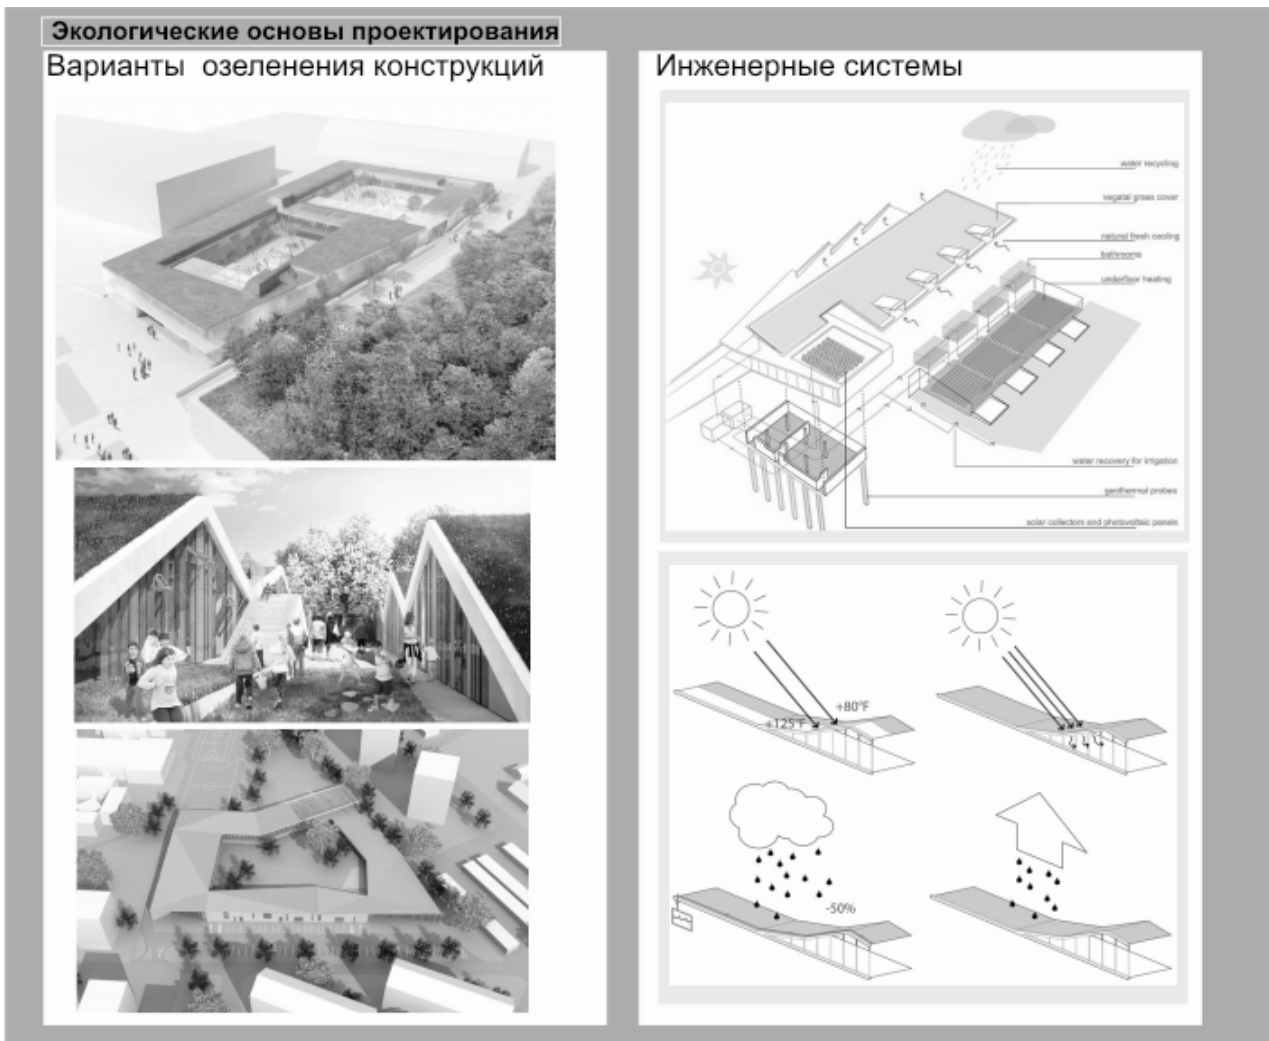 Экологические основы проектирования
Варианты озеленения конструкций
Инженерные системы
water recycling
vegetal grass cover
natural fresh cooling
bathrooms
underfloor heating
water recovery for irrigation
geothermal probes
solar collectors and photovoltaic panels
+80°F
+125°F
-50%